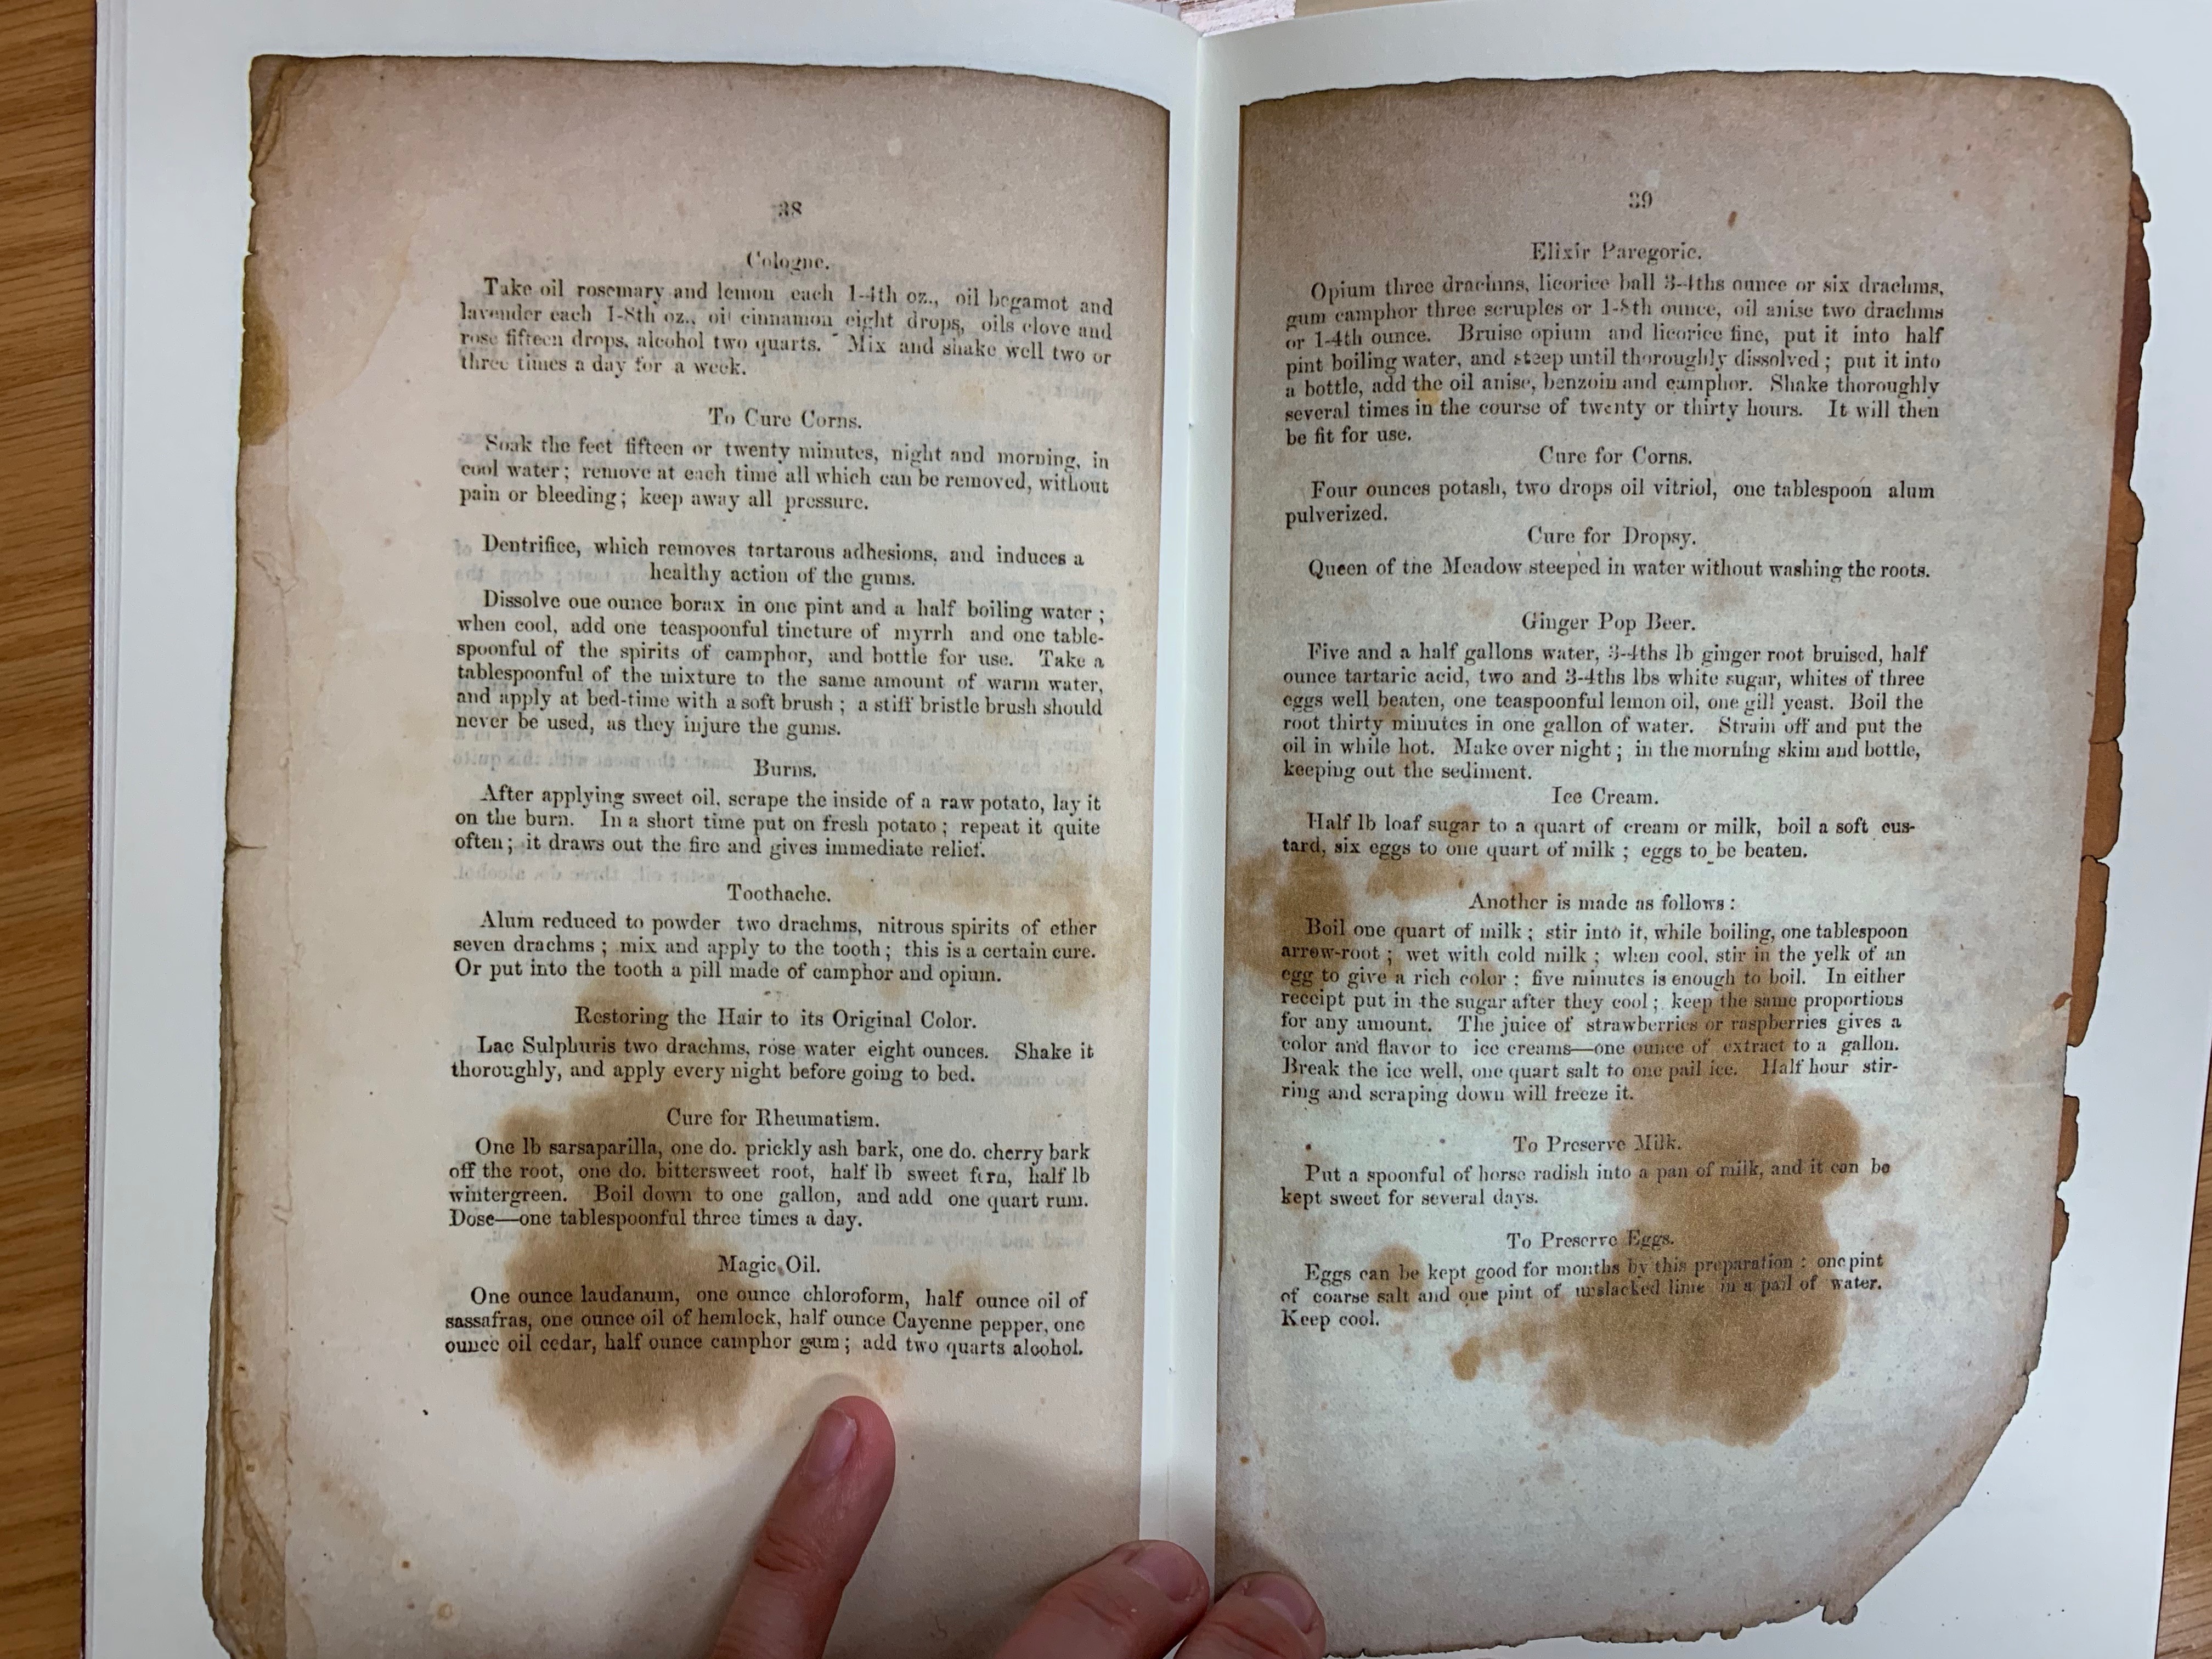 38
Cologne.
Take oil rosemary and lemon each 1-4th oz., oil begamot and
lavender each 1-8th oz., oil cinnamon eight drops, oils clove and
rose fifteen drops, alcohol two quarts. Mix and shake well two or
three times a day for a week.
To Cure Corns.
Soak the feet fifteen or twenty minutes, night and morning, in
cool water; remove at each time all which can be removed, without
pain or bleeding; keep away all pressure.
Dentrifice, which removes tartarous adhesions, and induces a
healthy action of the gums.
Dissolve oue ounce borax in one pint and a half boiling water;
when cool, add one teaspoonful tincture of myrrh and one table-
spoonful of the spirits of camphor, and bottle for use. Take a
tablespoonful of the mixture to the same amount of warm water,
and apply at bed-time with a soft brush; a stiff bristle brush should
never be used, as they injure the gums.
Burns.
After applying sweet oil, scrape the inside of a raw potato, lay it
on the burn. In a short time put on fresh potato; repeat it quite
often; it draws out the fire and gives immediate relief.
Toothache.
Alum reduced to powder two drachms, nitrous spirits of ether
seven drachms; mix and apply to the tooth; this is a certain cure.
Or put into the tooth a pill made of camphor and opium.
Restoring the Hair to its Original Color.
Lac Sulphuris two drachms, rose water eight ounces. Shake it
thoroughly, and apply every night before going to bed.
Cure for Rheumatism.
One lb sarsaparilla, one do. prickly ash bark, one do. cherry bark
off the root, one do. bittersweet root, half lb sweet fern, half lb
wintergreen. Boil down to one gallon, and add one quart rum.
Dose—one tablespoonful three times a day.
Magic Oil.
One ounce laudanum, one ounce chloroform, half ounce oil of
sassafras, one ounce oil of hemlock, half ounce Cayenne pepper, one
ounce oil cedar, half ounce camphor gum; add two quarts alcohol.
39
Elixir Paregoric.
Opium three drachms, licorice ball 3-4ths ounce or six drachms,
gum camphor three scruples or 1-8th ounce, oil anise two drachms
or 1-4th ounce. Bruise opium and licorice fine, put it into half
pint boiling water, and steep until thoroughly dissolved; put it into
a bottle, add the oil anise, benzoin and camphor. Shake thoroughly
several times in the course of twenty or thirty hours. It will then
be fit for use.
Cure for Corns.
Four ounces potash, two drops oil vitriol, one tablespoon alum
pulverized.
Cure for Dropsy.
Queen of the Meadow steeped in water without washing the roots.
Ginger Pop Beer.
Five and a half gallons water, 3-4ths lb ginger root bruised, half
ounce tartaric acid, two and 3-4ths lbs white sugar, whites of three
eggs well beaten, one teaspoonful lemon oil, one gill yeast. Boil the
root thirty minutes in one gallon of water. Strain off and put the
oil in while hot. Make over night; in the morning skim and bottle,
keeping out the sediment.
Ice Cream.
Half lb loaf sugar to a quart of cream or milk, boil a soft cus-
tard, six eggs to one quart of milk; eggs to be beaten.
Another is made as follows:
Boil one quart of milk; stir into it, while boiling, one tablespoon
arrow-root; wet with cold milk; when cool, stir in the yelk of an
egg to give a rich color; five minutes is enough to boil. In either
receipt put in the sugar after they cool; keep the same proportions
for any amount. The juice of strawberries or raspberries gives a
color and flavor to ice creams—one ounce of extract to a gallon.
Break the ice well, one quart salt to one pail ice. Half hour stir-
ring and scraping down will freeze it.
To Preserve Milk.
Put a spoonful of horse radish into a pan of milk, and it can be
kept sweet for several days.
To Preserve Eggs.
Eggs can be kept good for months by this preparation: one pint
of coarse salt and one pint of unslacked lime in a pail of water.
Keep cool.